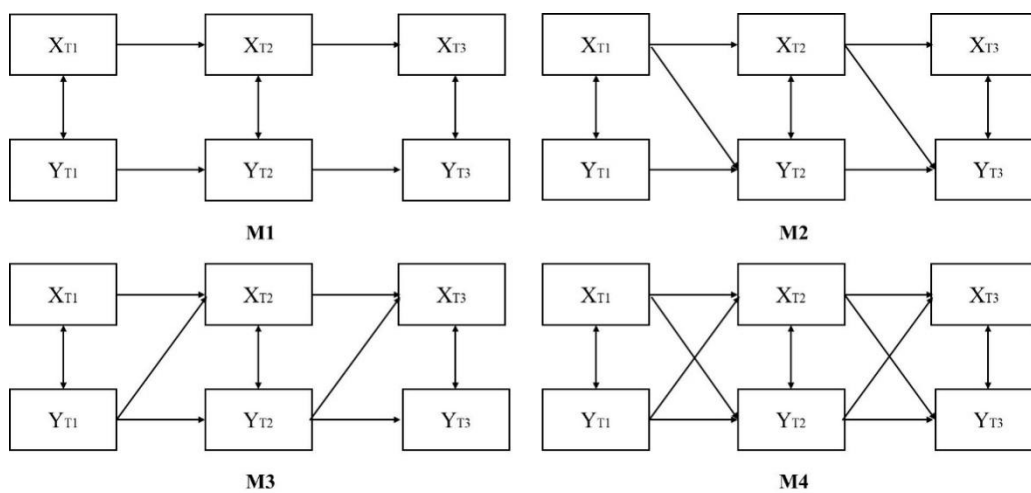 XT1 XT2 XT3
YT1 YT2 YT3
M1
XT1 XT2 XT3
YT1 YT2 YT3
M2
XT1 XT2 XT3
YT1 YT2 YT3
M3
XT1 XT2 XT3
YT1 YT2 YT3
M4